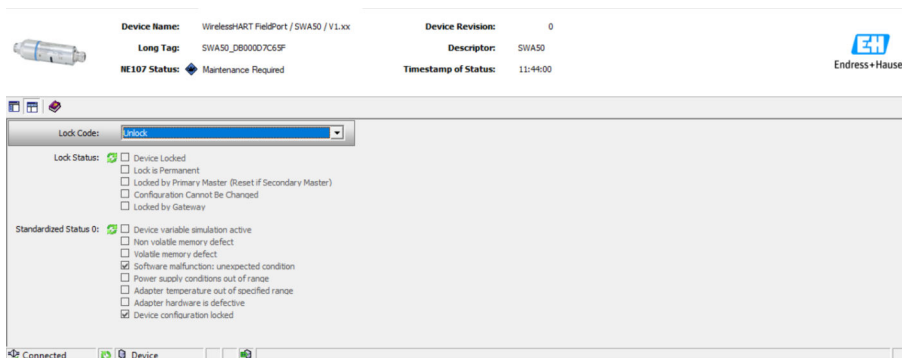 Device Name: WirelessHART FieldPort / SWA50 / V1.xx Device Revision: 0
Long Tag: SWA50_DB000D7C65F Descriptor: SWA50
NE107 Status: Maintenance Required Timestamp of Status: 11:44:00
EH
Endress+Hause
Lock Code: Unlock
Lock Status: Device Locked
Lock is Permanent
Locked by Primary Master (Reset if Secondary Master)
Configuration Cannot Be Changed
Locked by Gateway
Standardized Status 0: Device variable simulation active
Non volatile memory defect
Volatile memory defect
Software malfunction: unexpected condition
Power supply conditions out of range
Adapter temperature out of specified range
Adapter hardware is defective
Device configuration locked
Connected Device